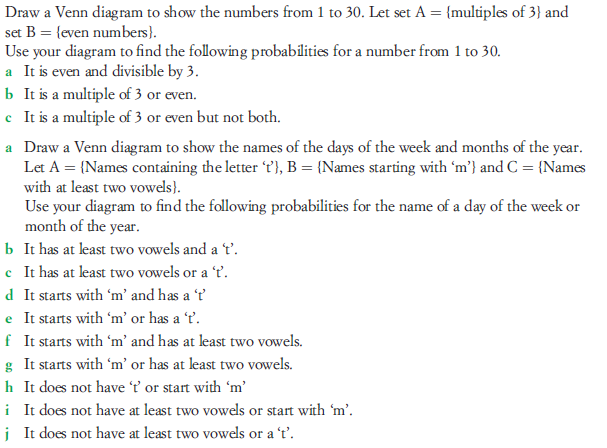 Draw a Venn diagram to show the numbers from 1 to 30. Let set A = {multiples of 3} and
set B = {even numbers}.
Use your diagram to find the following probabilities for a number from 1 to 30.
a It is even and divisible by 3.
b It is a multiple of 3 or even.
c It is a multiple of 3 or even but not both.
a Draw a Venn diagram to show the names of the days of the week and months of the year.
Let A = {Names containing the letter ‘t’}, B = {Names starting with ‘m’} and C = {Names
with at least two vowels}.
Use your diagram to find the following probabilities for the name of a day of the week or
month of the year.
b It has at least two vowels and a ‘t’.
c It has at least two vowels or a ‘t’.
d It starts with ‘m’ and has a ‘t’
e It starts with ‘m’ or has a ‘t’.
f It starts with ‘m’ and has at least two vowels.
g It starts with ‘m’ or has at least two vowels.
h It does not have ‘t’ or start with ‘m’
i It does not have at least two vowels or start with ‘m’.
j It does not have at least two vowels or a ‘t’.